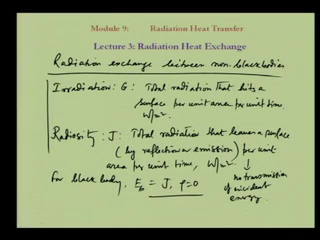 Module 9: Radiation Heat Transfer
Lecture 3: Radiation Heat Exchange
Radiation exchange between non-blackbodies
Irradiation: G: Total radiation that hits a
surface per unit area per unit time,
W/m².
Radiosity: J: Total radiation that leaves a surface
(by reflection or emission) per unit
area per unit time, W/m².
no transmission
of incident
energy.
For black body, E_b = J, ρ=0